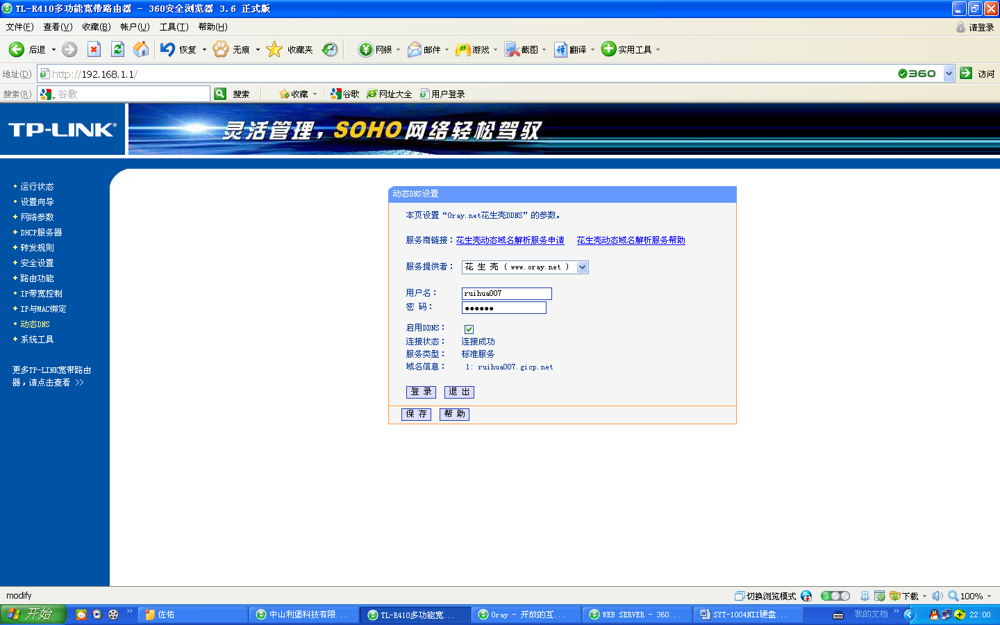 TL-R410多功能宽带路由器 - 360安全浏览器 3.6 正式版
文件(F) 查看(V) 收藏(B) 帐户(U) 工具(T) 帮助(H) 请登录
后退 恢复 无痕 收藏夹 网银 邮件 游戏 截图 翻译 实用工具
地址(D) http://192.168.1.1/ 360 访问
搜索(R) 谷歌 搜索 收藏 谷歌 网址大全 用户登录
TP-LINK® 灵活管理，SOHO网络轻松驾驭
• 运行状态
• 设置向导
+ 网络参数
+ DHCP服务器
+ 转发规则
+ 安全设置
+ 路由功能
• IP带宽控制
+ IP与MAC绑定
• 动态DNS
+ 系统工具
更多TP-LINK宽带路由
器，请点击查看 >>
动态DNS设置
本页设置“Oray.net花生壳DDNS”的参数。
服务商链接： 花生壳动态域名解析服务申请 花生壳动态域名解析服务帮助
服务提供者： 花 生 壳 ( www.oray.net )
用户名： ruihua007
密 码： ●●●●●●
启用DDNS：
连接状态： 连接成功
服务类型： 标准服务
域名信息： 1: ruihua007.gicp.net
登 录 退 出
保 存 帮 助
modify 切换浏览模式 下载 100%
开始 佐佑 中山利堡科技有限... TL-R410多功能宽... Oray - 开放的互... WEB SERVER - 360... SYT-1004NII硬盘... 我的文档 22:00